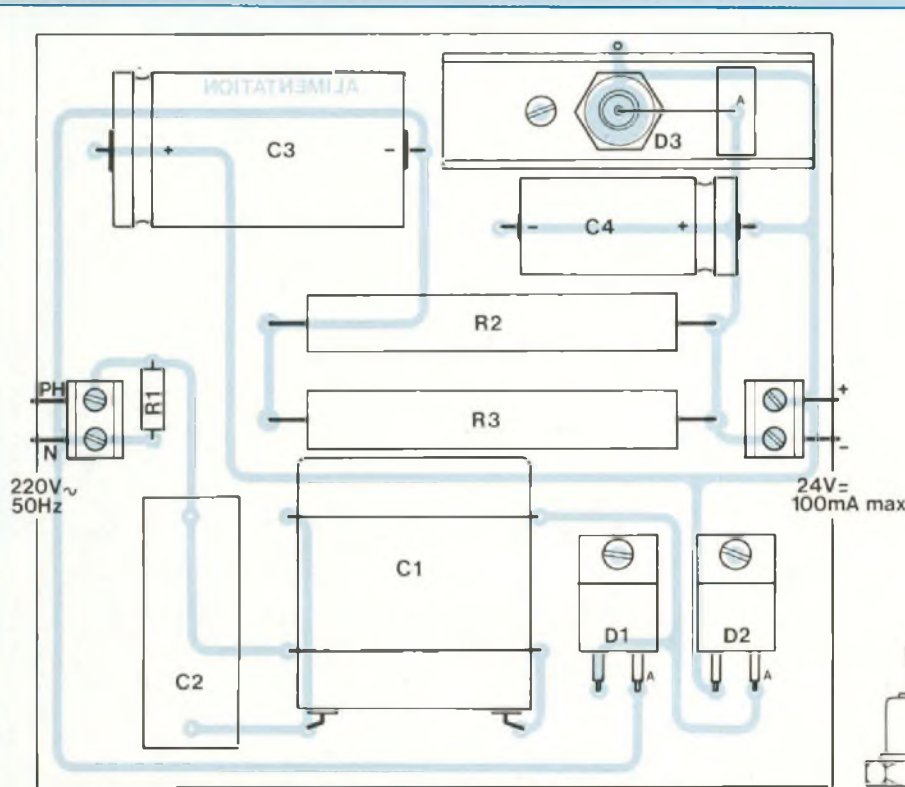 ALIMENTATION
+ C3 -
A
D3
- C4 +
R2
PH
R1
R3
+
N
-
220V~
50Hz
24V=
100mA max
C1
D1
D2
A
A
C2